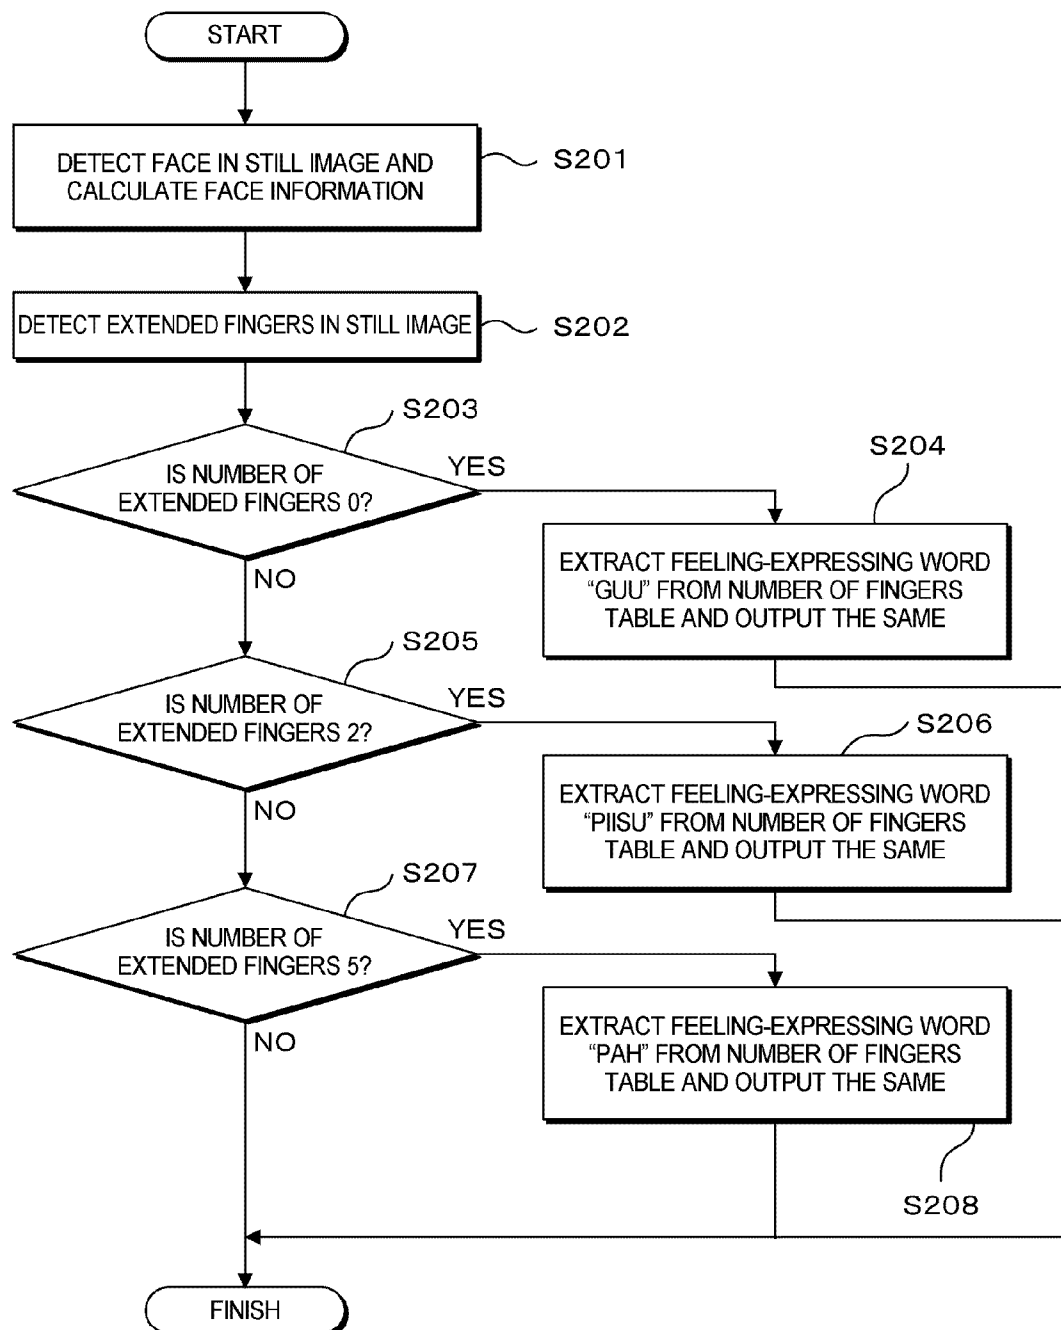 START
DETECT FACE IN STILL IMAGE AND
CALCULATE FACE INFORMATION
S201
DETECT EXTENDED FINGERS IN STILL IMAGE
S202
S203
IS NUMBER OF
EXTENDED FINGERS 0?
YES
NO
S204
EXTRACT FEELING-EXPRESSING WORD
“GUU” FROM NUMBER OF FINGERS
TABLE AND OUTPUT THE SAME
S205
IS NUMBER OF
EXTENDED FINGERS 2?
YES
NO
S206
EXTRACT FEELING-EXPRESSING WORD
“PIISU” FROM NUMBER OF FINGERS
TABLE AND OUTPUT THE SAME
S207
IS NUMBER OF
EXTENDED FINGERS 5?
YES
NO
EXTRACT FEELING-EXPRESSING WORD
“PAH” FROM NUMBER OF FINGERS
TABLE AND OUTPUT THE SAME
S208
FINISH